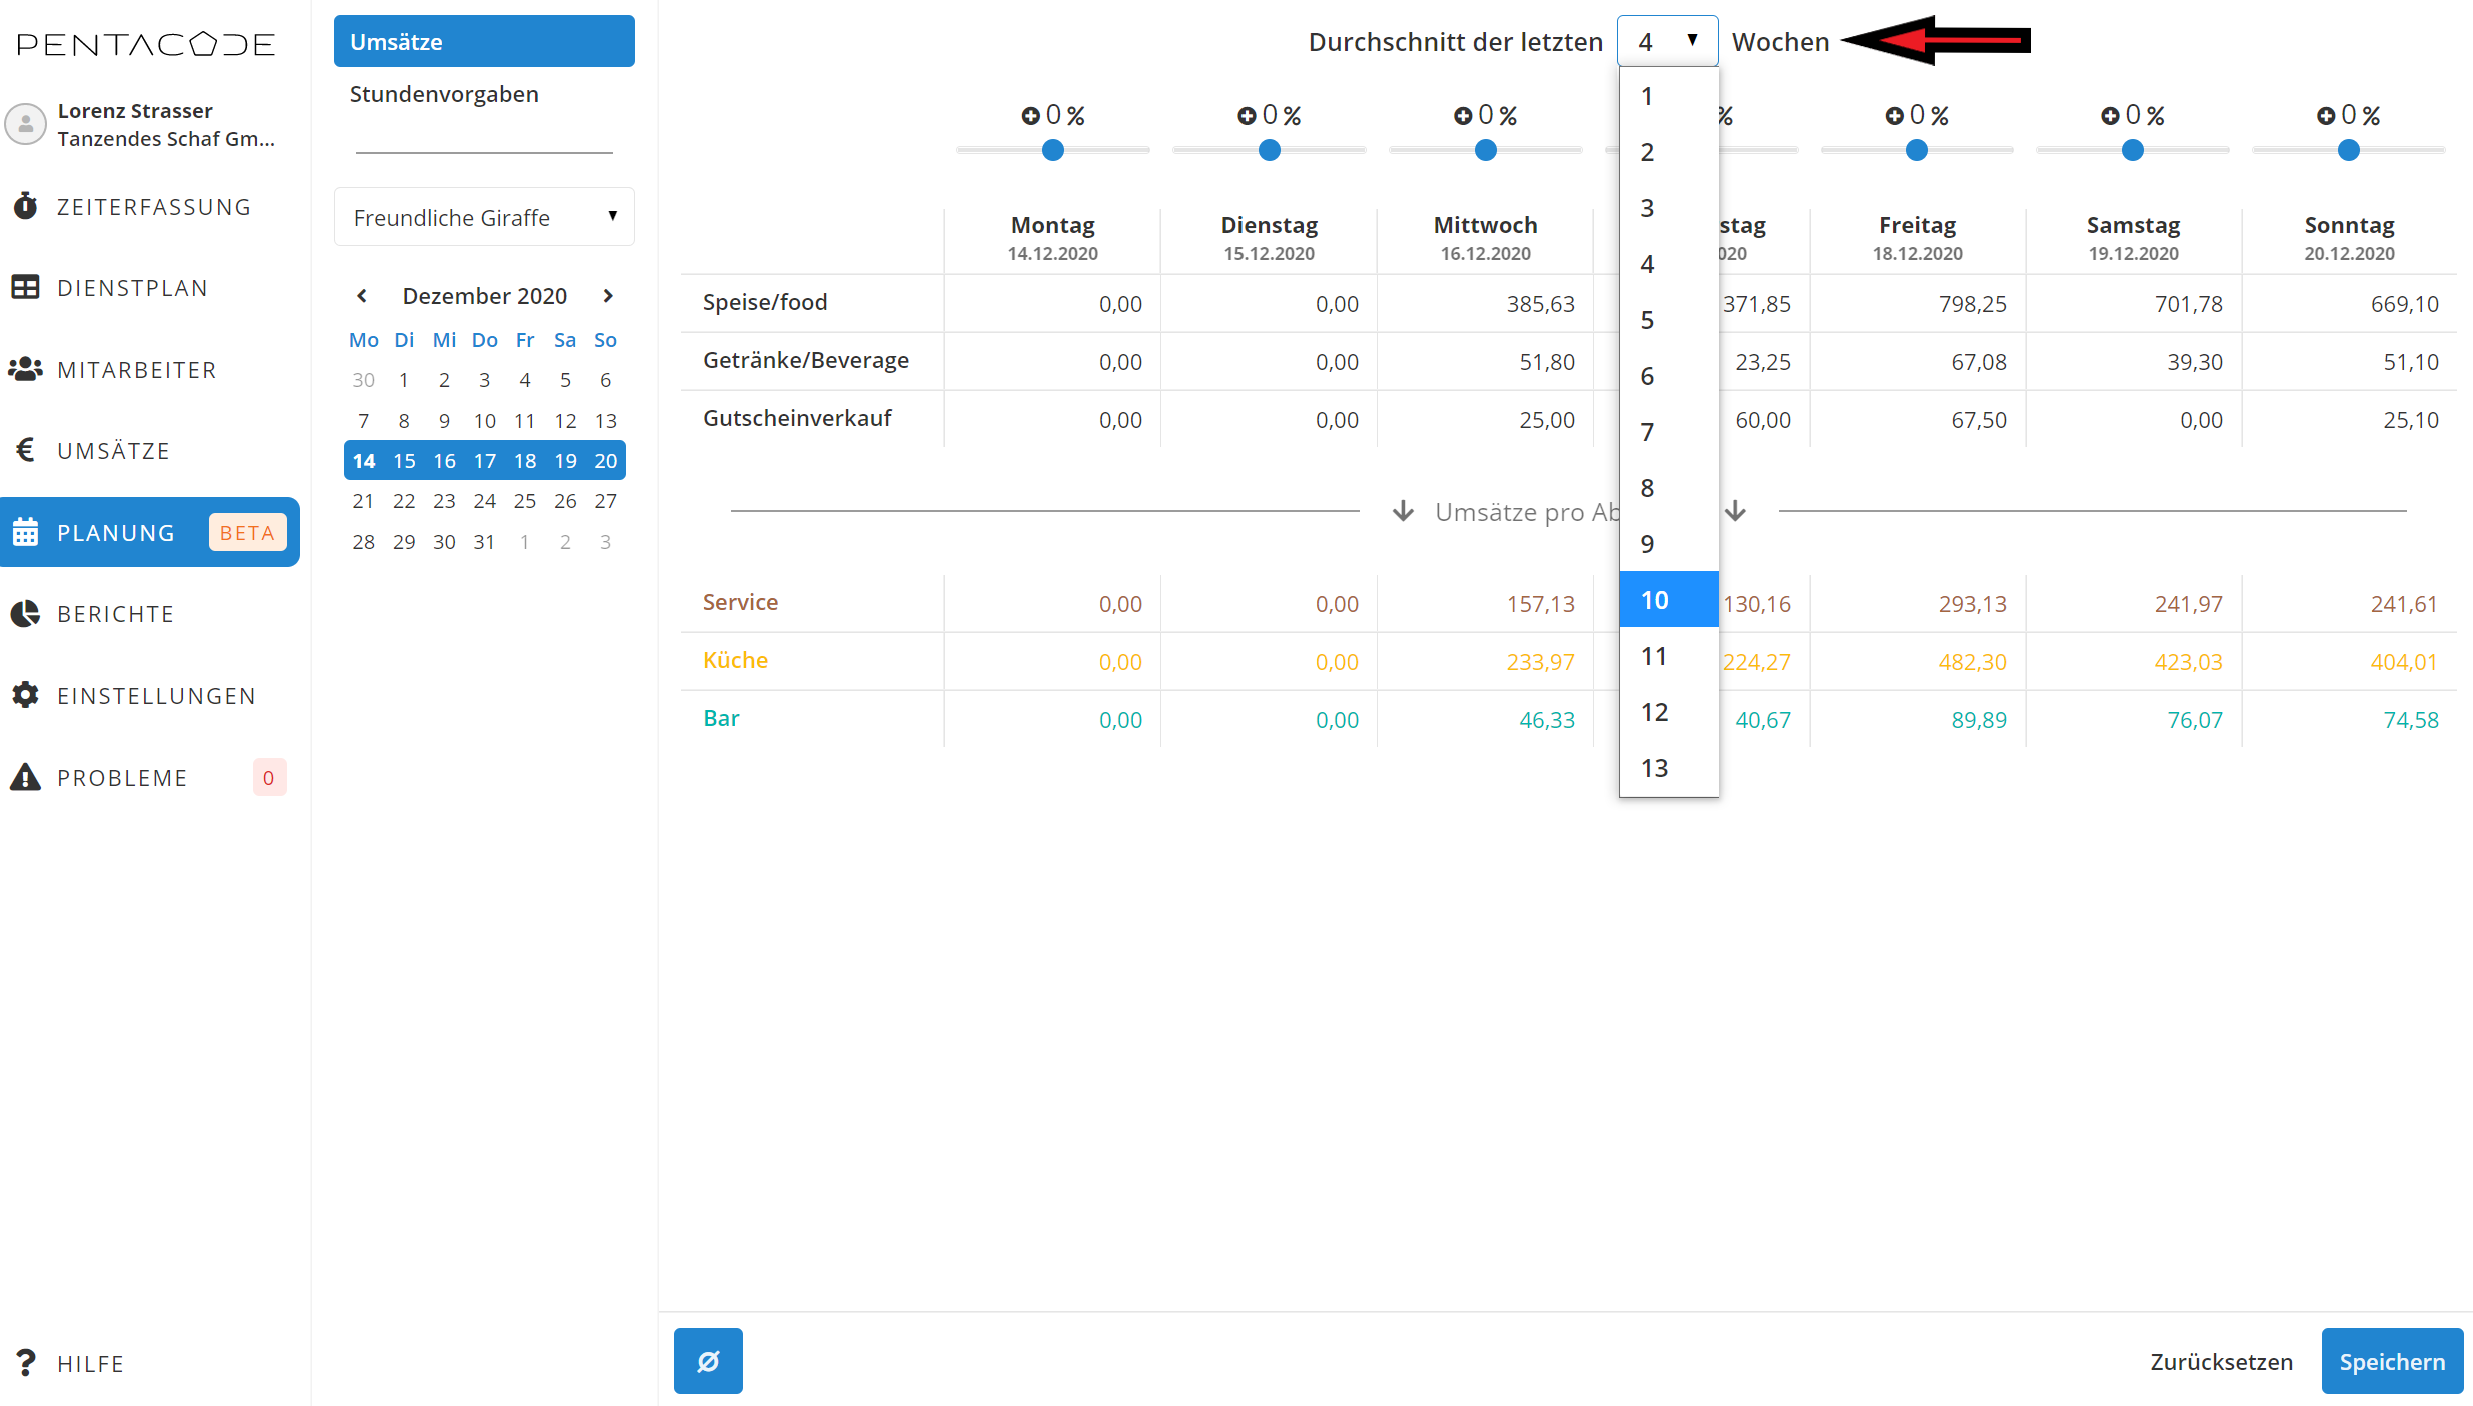 PENTACODE
Lorenz Strasser
Tanzendes Schaf Gm...
ZEITERFASSUNG
DIENSTPLAN
MITARBEITER
€ UMSÄTZE
PLANUNG BETA
BERICHTE
EINSTELLUNGEN
PROBLEME 0
? HILFE
Umsätze
Stundenvorgaben
Freundliche Giraffe
Dezember 2020
Mo Di Mi Do Fr Sa So
30 1 2 3 4 5 6
7 8 9 10 11 12 13
14 15 16 17 18 19 20
21 22 23 24 25 26 27
28 29 30 31 1 2 3
Durchschnitt der letzten 4 Wochen
1
2
3
4
5
6
7
8
9
10
11
12
13
0 % 0 % 0 % % 0 % 0 % 0 %
Montag Dienstag Mittwoch stag Freitag Samstag Sonntag
14.12.2020 15.12.2020 16.12.2020 020 18.12.2020 19.12.2020 20.12.2020
Speise/food 0,00 0,00 385,63 371,85 798,25 701,78 669,10
Getränke/Beverage 0,00 0,00 51,80 23,25 67,08 39,30 51,10
Gutscheinverkauf 0,00 0,00 25,00 60,00 67,50 0,00 25,10
Umsätze pro Ab
Service 0,00 0,00 157,13 130,16 293,13 241,97 241,61
Küche 0,00 0,00 233,97 224,27 482,30 423,03 404,01
Bar 0,00 0,00 46,33 40,67 89,89 76,07 74,58
Zurücksetzen Speichern